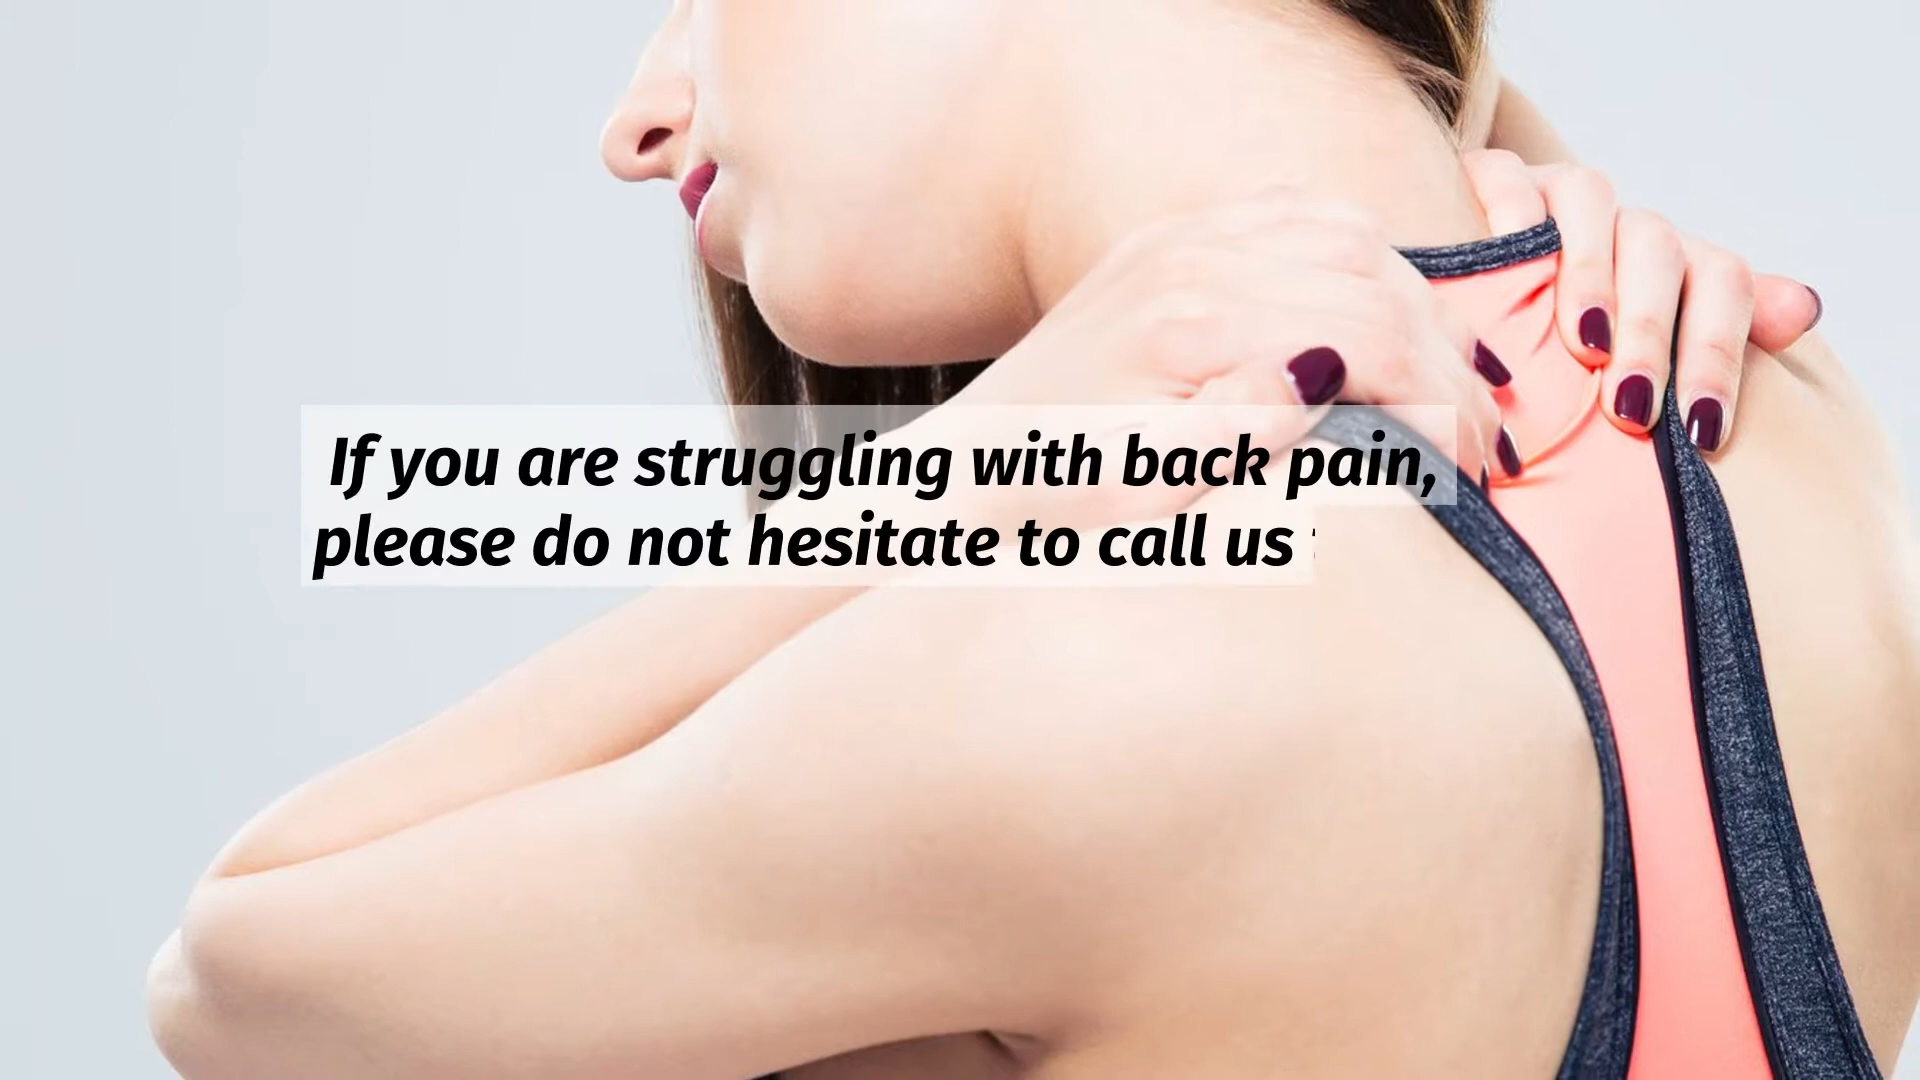 If you are struggling with back pain,
please do not hesitate to call us